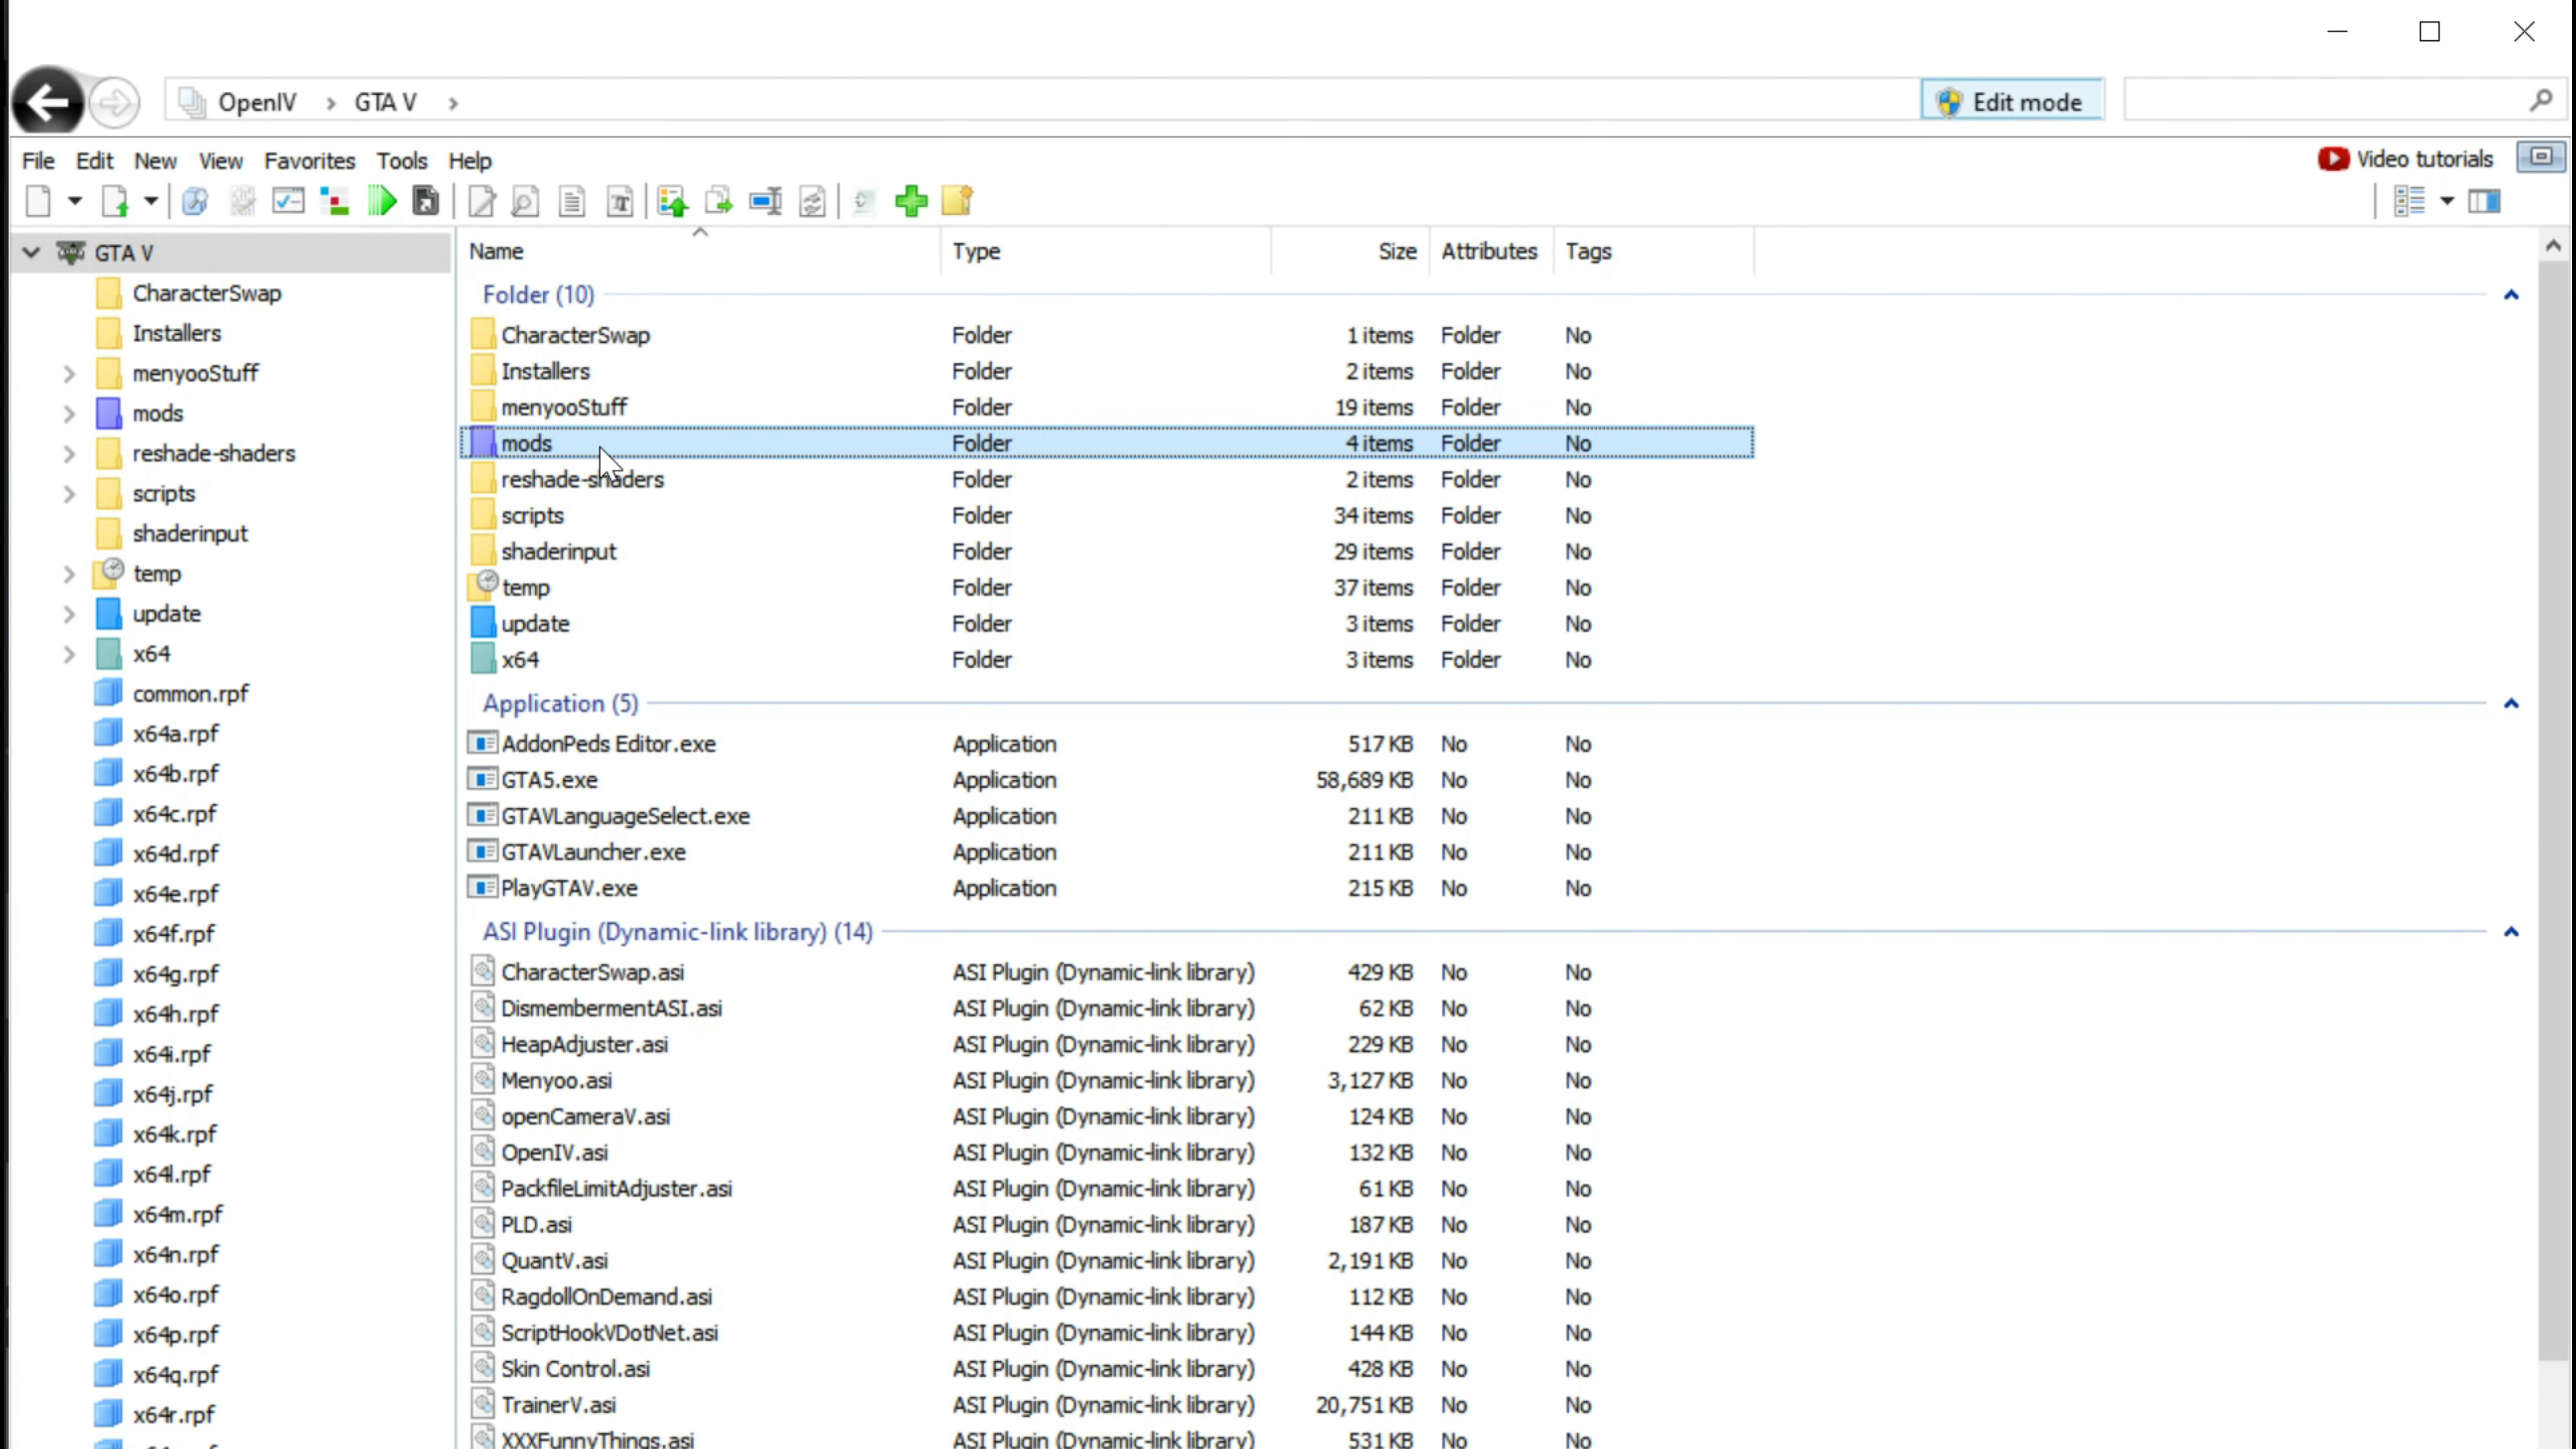 OpenIV > GTA V >
Edit mode
File Edit New View Favorites Tools Help
Video tutorials
GTA V
CharacterSwap
Installers
menyooStuff
mods
reshade-shaders
scripts
shaderinput
temp
update
x64
common.rpf
x64a.rpf
x64b.rpf
x64c.rpf
x64d.rpf
x64e.rpf
x64f.rpf
x64g.rpf
x64h.rpf
x64i.rpf
x64j.rpf
x64k.rpf
x64l.rpf
x64m.rpf
x64n.rpf
x64o.rpf
x64p.rpf
x64q.rpf
x64r.rpf
Name Type Size Attributes Tags
Folder (10)
CharacterSwap Folder 1 items Folder No
Installers Folder 2 items Folder No
menyooStuff Folder 19 items Folder No
mods Folder 4 items Folder No
reshade-shaders Folder 2 items Folder No
scripts Folder 34 items Folder No
shaderinput Folder 29 items Folder No
temp Folder 37 items Folder No
update Folder 3 items Folder No
x64 Folder 3 items Folder No
Application (5)
AddonPeds Editor.exe Application 517 KB No No
GTA5.exe Application 58,689 KB No No
GTAVLanguageSelect.exe Application 211 KB No No
GTAVLauncher.exe Application 211 KB No No
PlayGTAV.exe Application 215 KB No No
ASI Plugin (Dynamic-link library) (14)
CharacterSwap.asi ASI Plugin (Dynamic-link library) 429 KB No No
DismembermentASI.asi ASI Plugin (Dynamic-link library) 62 KB No No
HeapAdjuster.asi ASI Plugin (Dynamic-link library) 229 KB No No
Menyoo.asi ASI Plugin (Dynamic-link library) 3,127 KB No No
openCameraV.asi ASI Plugin (Dynamic-link library) 124 KB No No
OpenIV.asi ASI Plugin (Dynamic-link library) 132 KB No No
PackfileLimitAdjuster.asi ASI Plugin (Dynamic-link library) 61 KB No No
PLD.asi ASI Plugin (Dynamic-link library) 187 KB No No
QuantV.asi ASI Plugin (Dynamic-link library) 2,191 KB No No
RagdollOnDemand.asi ASI Plugin (Dynamic-link library) 112 KB No No
ScriptHookVDotNet.asi ASI Plugin (Dynamic-link library) 144 KB No No
Skin Control.asi ASI Plugin (Dynamic-link library) 428 KB No No
TrainerV.asi ASI Plugin (Dynamic-link library) 20,751 KB No No
XXXFunnyThings.asi ASI Plugin (Dynamic-link library) 531 KB No No